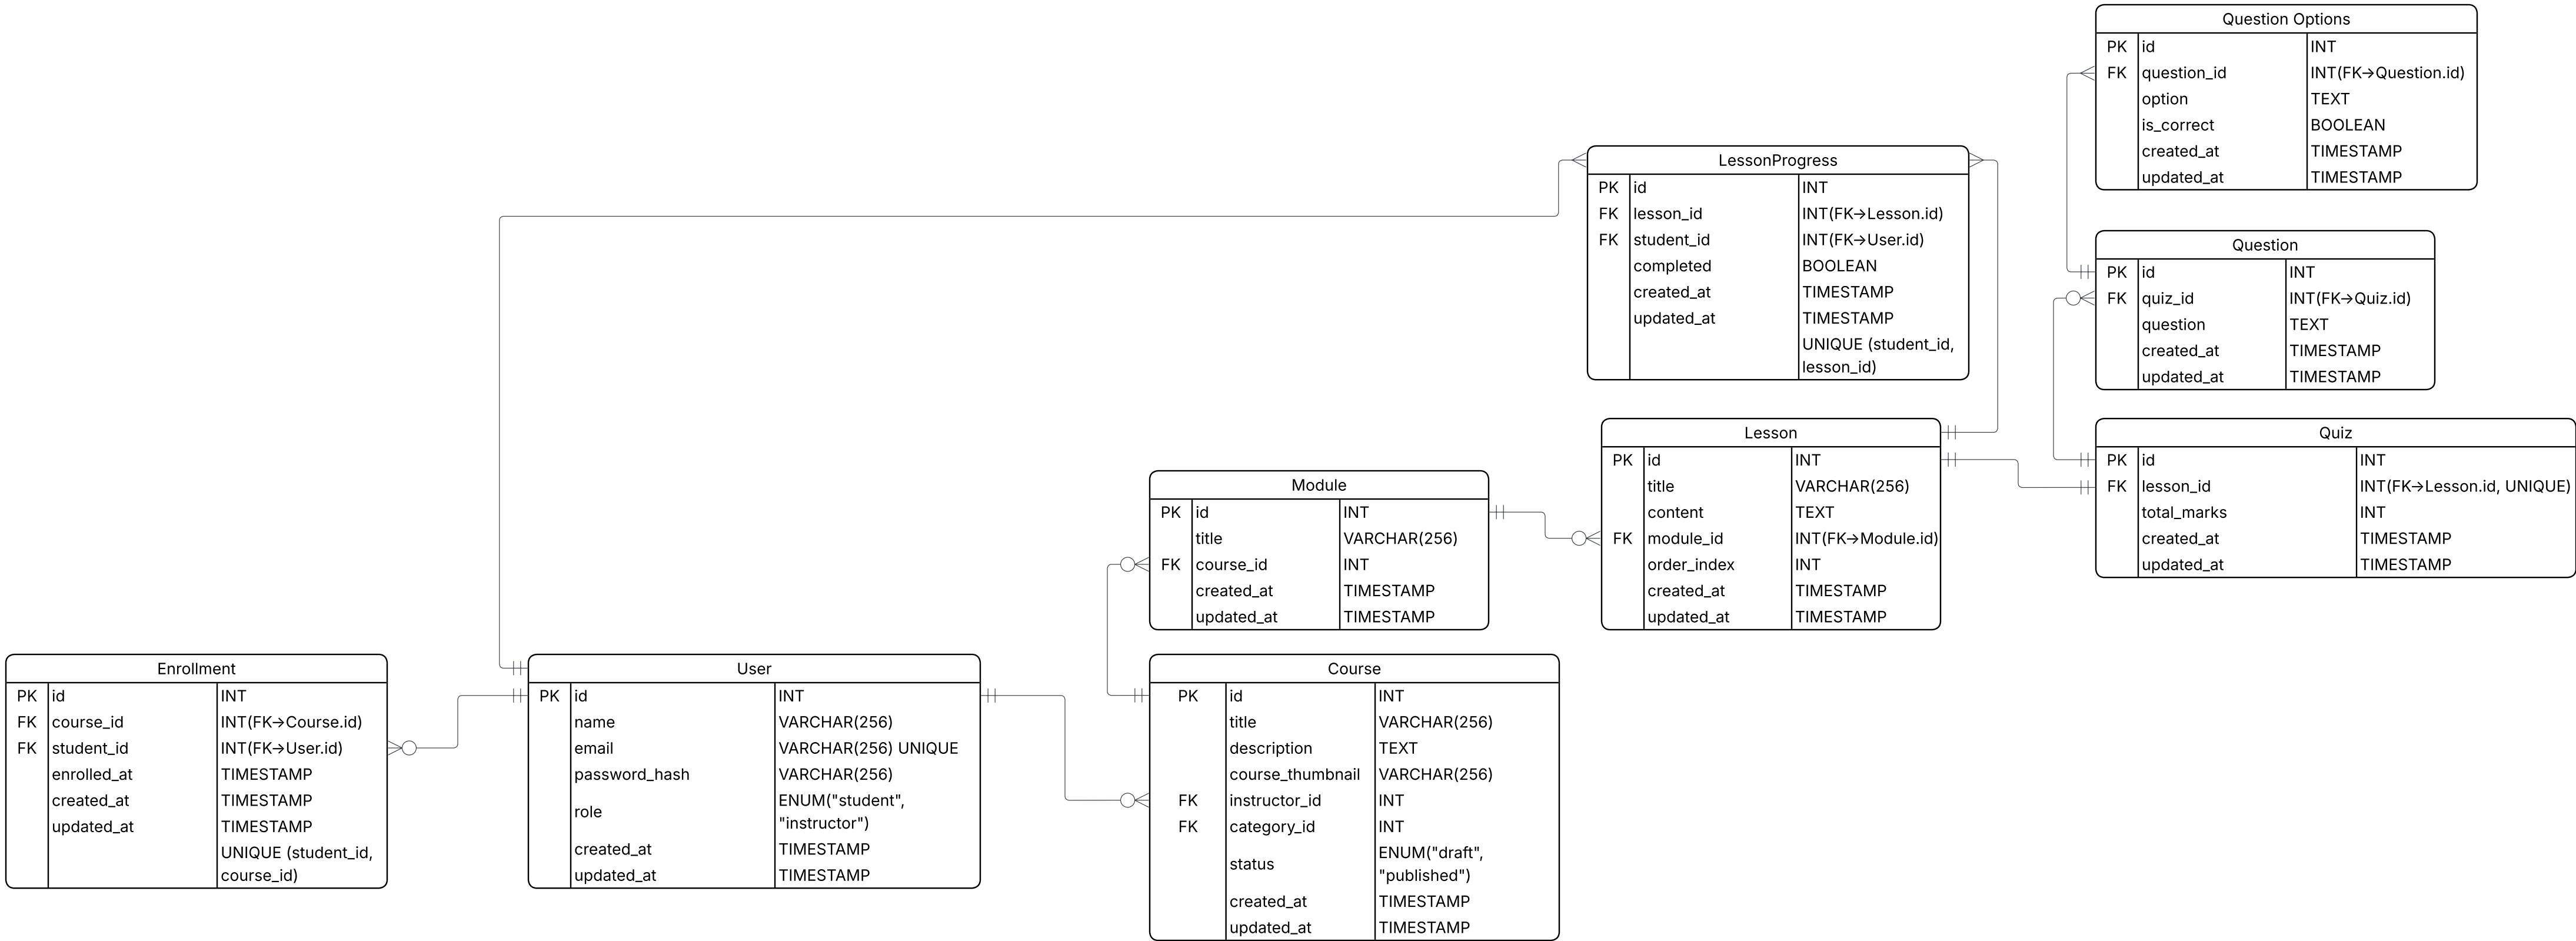 Question Options
PK id INT
FK question_id INT(FK→Question.id)
option TEXT
is_correct BOOLEAN
created_at TIMESTAMP
updated_at TIMESTAMP
LessonProgress
PK id INT
FK lesson_id INT(FK→Lesson.id)
FK student_id INT(FK→User.id)
completed BOOLEAN
created_at TIMESTAMP
updated_at TIMESTAMP
UNIQUE (student_id,
lesson_id)
Question
PK id INT
FK quiz_id INT(FK→Quiz.id)
question TEXT
created_at TIMESTAMP
updated_at TIMESTAMP
Lesson
PK id INT
title VARCHAR(256)
content TEXT
FK module_id INT(FK→Module.id)
order_index INT
created_at TIMESTAMP
updated_at TIMESTAMP
Quiz
PK id INT
FK lesson_id INT(FK→Lesson.id, UNIQUE)
total_marks INT
created_at TIMESTAMP
updated_at TIMESTAMP
Module
PK id INT
title VARCHAR(256)
FK course_id INT
created_at TIMESTAMP
updated_at TIMESTAMP
Enrollment
PK id INT
FK course_id INT(FK→Course.id)
FK student_id INT(FK→User.id)
enrolled_at TIMESTAMP
created_at TIMESTAMP
updated_at TIMESTAMP
UNIQUE (student_id,
course_id)
User
PK id INT
name VARCHAR(256)
email VARCHAR(256) UNIQUE
password_hash VARCHAR(256)
role ENUM("student",
"instructor")
created_at TIMESTAMP
updated_at TIMESTAMP
Course
PK id INT
title VARCHAR(256)
description TEXT
course_thumbnail VARCHAR(256)
FK instructor_id INT
FK category_id INT
status ENUM("draft",
"published")
created_at TIMESTAMP
updated_at TIMESTAMP